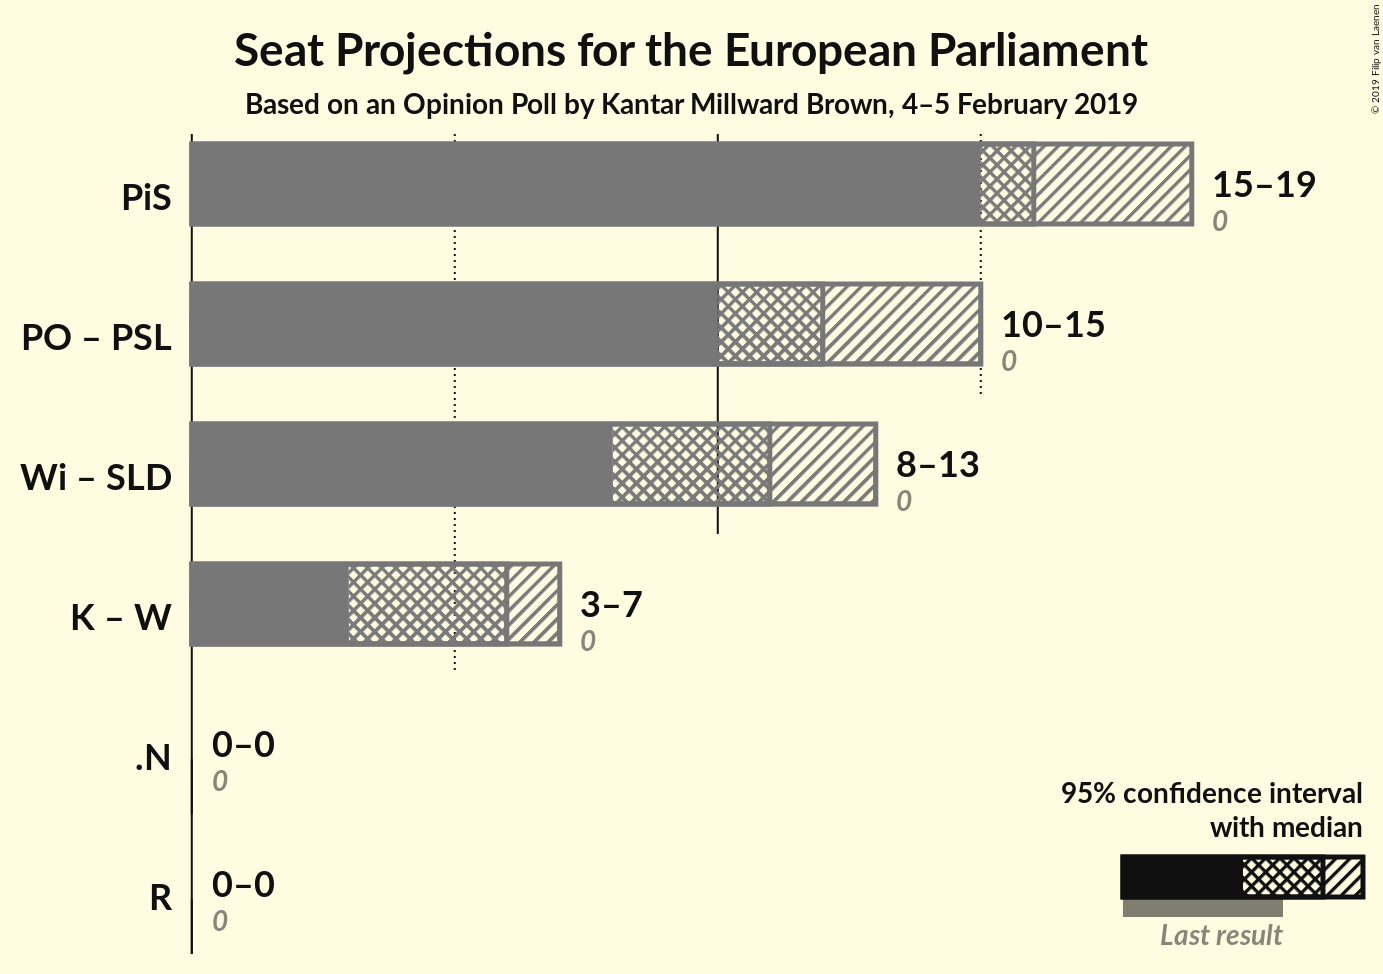 Seat Projections for the European Parliament
Based on an Opinion Poll by Kantar Millward Brown, 4–5 February 2019
© 2019 Filip van Laenen
PiS
15–19
0
PO – PSL
10–15
0
Wi – SLD
8–13
0
K – W
3–7
0
.N
0–0
0
R
0–0
0
95% confidence interval
with median
Last result